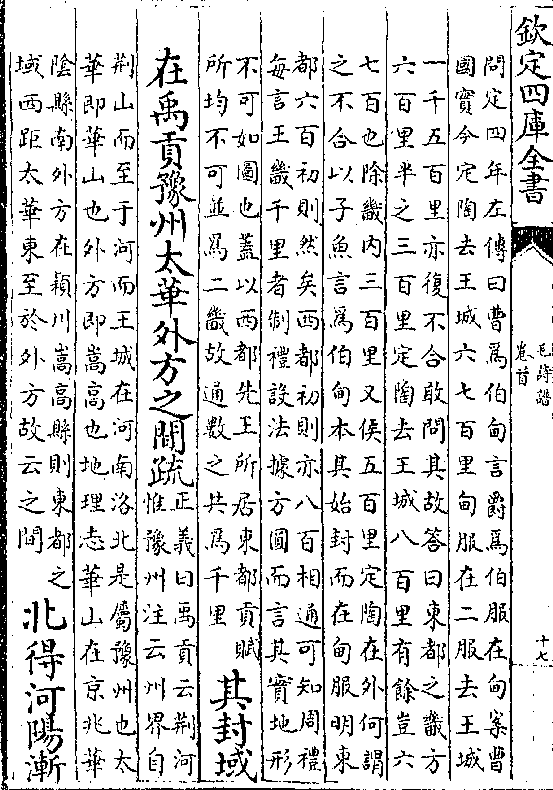 欽定四庫全書
毛詩譜
卷首
十七
問定四年左傳曰曹爲伯甸言爵爲伯服在甸案曹
國實今定陶去王城六七百里甸服在二服去王城
一千五百里亦復不合敢問其故答曰東都之畿方
六百里半之三百里定陶去王城八百里有餘豈六
七百也除畿内三百里又侯五百里定陶在外何謂
之不合以子魚言爲伯甸本其始封而在甸服明東
都六百初則然矣西都初則亦八百相通可知周禮
每言王畿千里者制禮設法據方圓而言其實地形
不可如圖也蓋以西都先王所居東都貢賦
所均不可並爲二畿故通數之共爲千里
其封域
在禹貢豫州太華外方之間疏
正義曰禹貢云荆河
惟豫州注云州界自
荆山而至于河而王城在河南洛北是屬豫州也太
華即華山也外方即嵩高也地理志華山在京兆華
陰縣南外方在潁川嵩高縣則東都之
域西距太華東至於外方故云之間
北得河陽漸